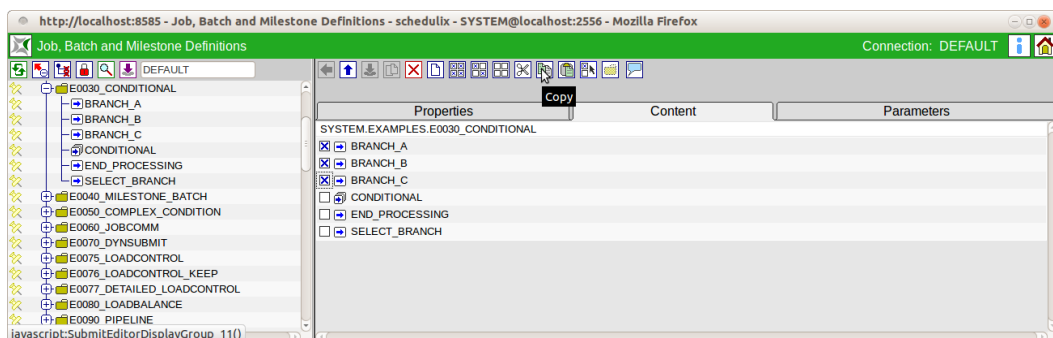 http://localhost:8585 - Job, Batch and Milestone Definitions - schedulix - SYSTEM@localhost:2556 - Mozilla Firefox
Job, Batch and Milestone Definitions
Connection: DEFAULT
DEFAULT
Copy
E0030_CONDITIONAL
BRANCH_A
BRANCH_B
BRANCH_C
CONDITIONAL
END_PROCESSING
SELECT_BRANCH
E0040_MILESTONE_BATCH
E0050_COMPLEX_CONDITION
E0060_JOBCOMM
E0070_DYNSUBMIT
E0075_LOADCONTROL
E0076_LOADCONTROL_KEEP
E0077_DETAILED_LOADCONTROL
E0080_LOADBALANCE
E0090_PIPELINE
javascript:SubmitEditorDisplayGroup_11()
Properties
Content
Parameters
SYSTEM.EXAMPLES.E0030_CONDITIONAL
BRANCH_A
BRANCH_B
BRANCH_C
CONDITIONAL
END_PROCESSING
SELECT_BRANCH